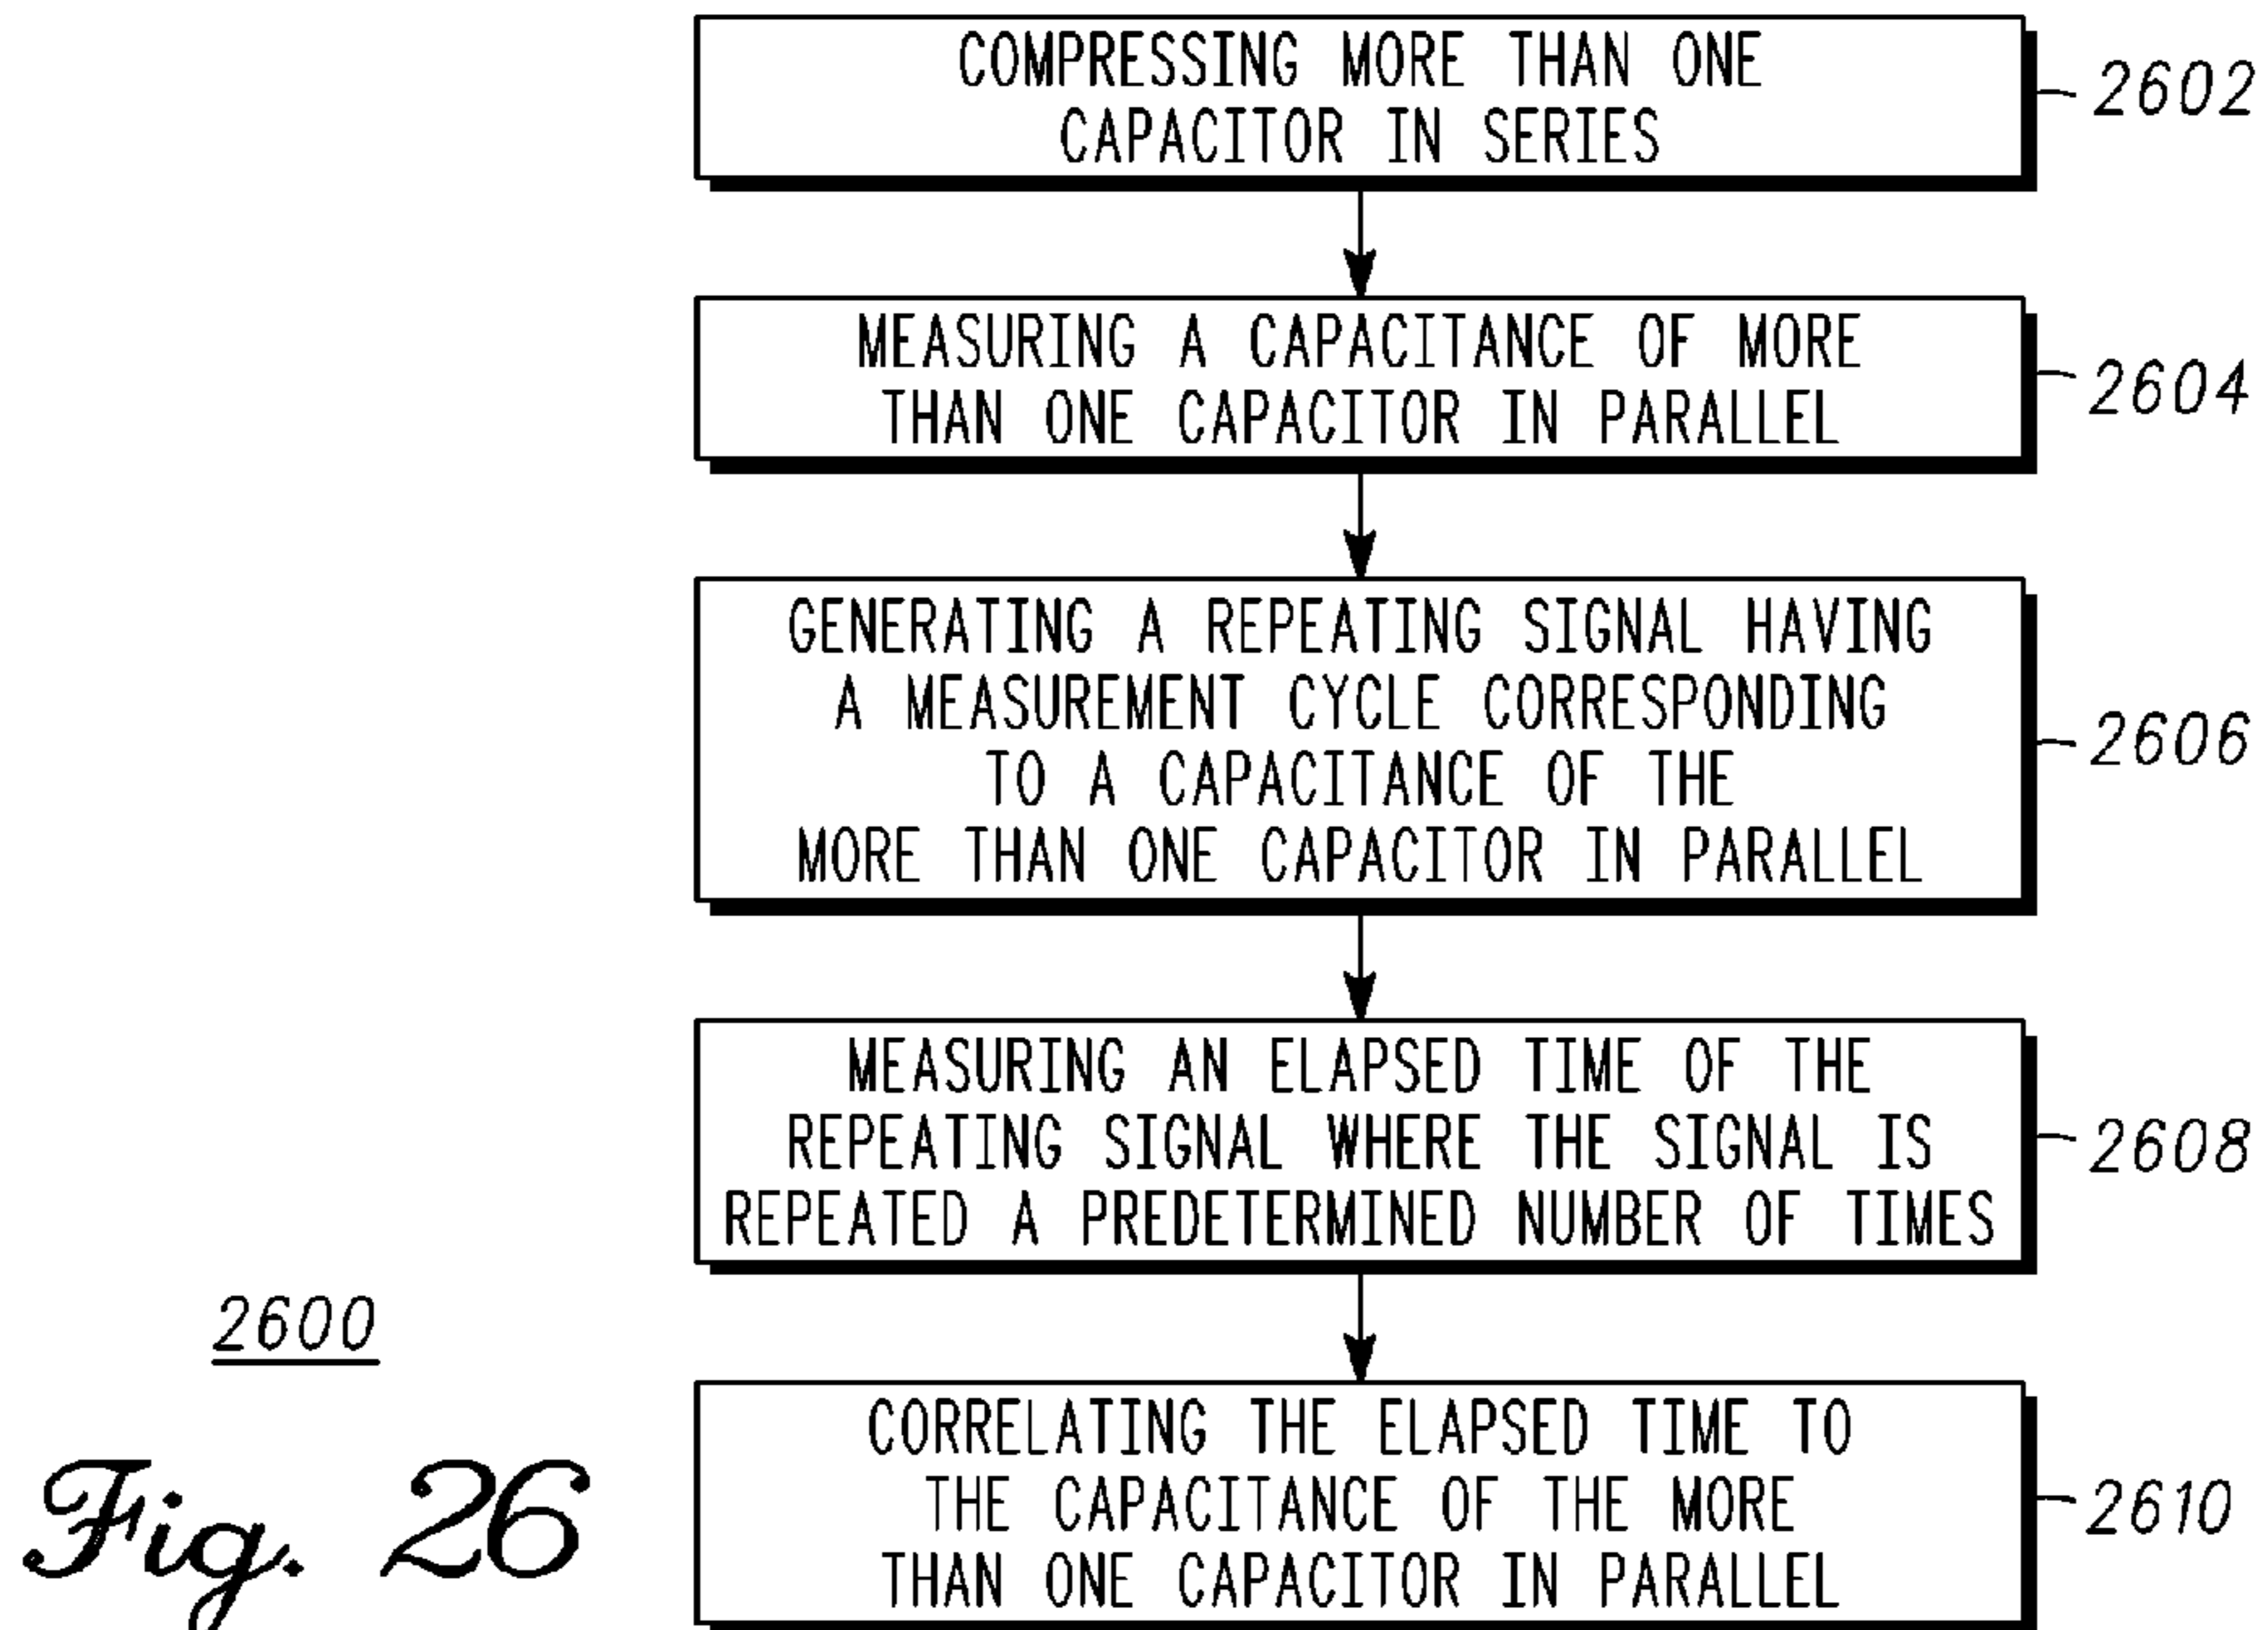 COMPRESSING MORE THAN ONE
CAPACITOR IN SERIES
2602
MEASURING A CAPACITANCE OF MORE
THAN ONE CAPACITOR IN PARALLEL
2604
GENERATING A REPEATING SIGNAL HAVING
A MEASUREMENT CYCLE CORRESPONDING
TO A CAPACITANCE OF THE
MORE THAN ONE CAPACITOR IN PARALLEL
2606
MEASURING AN ELAPSED TIME OF THE
REPEATING SIGNAL WHERE THE SIGNAL IS
REPEATED A PREDETERMINED NUMBER OF TIMES
2608
CORRELATING THE ELAPSED TIME TO
THE CAPACITANCE OF THE MORE
THAN ONE CAPACITOR IN PARALLEL
2610
2600
Fig. 26